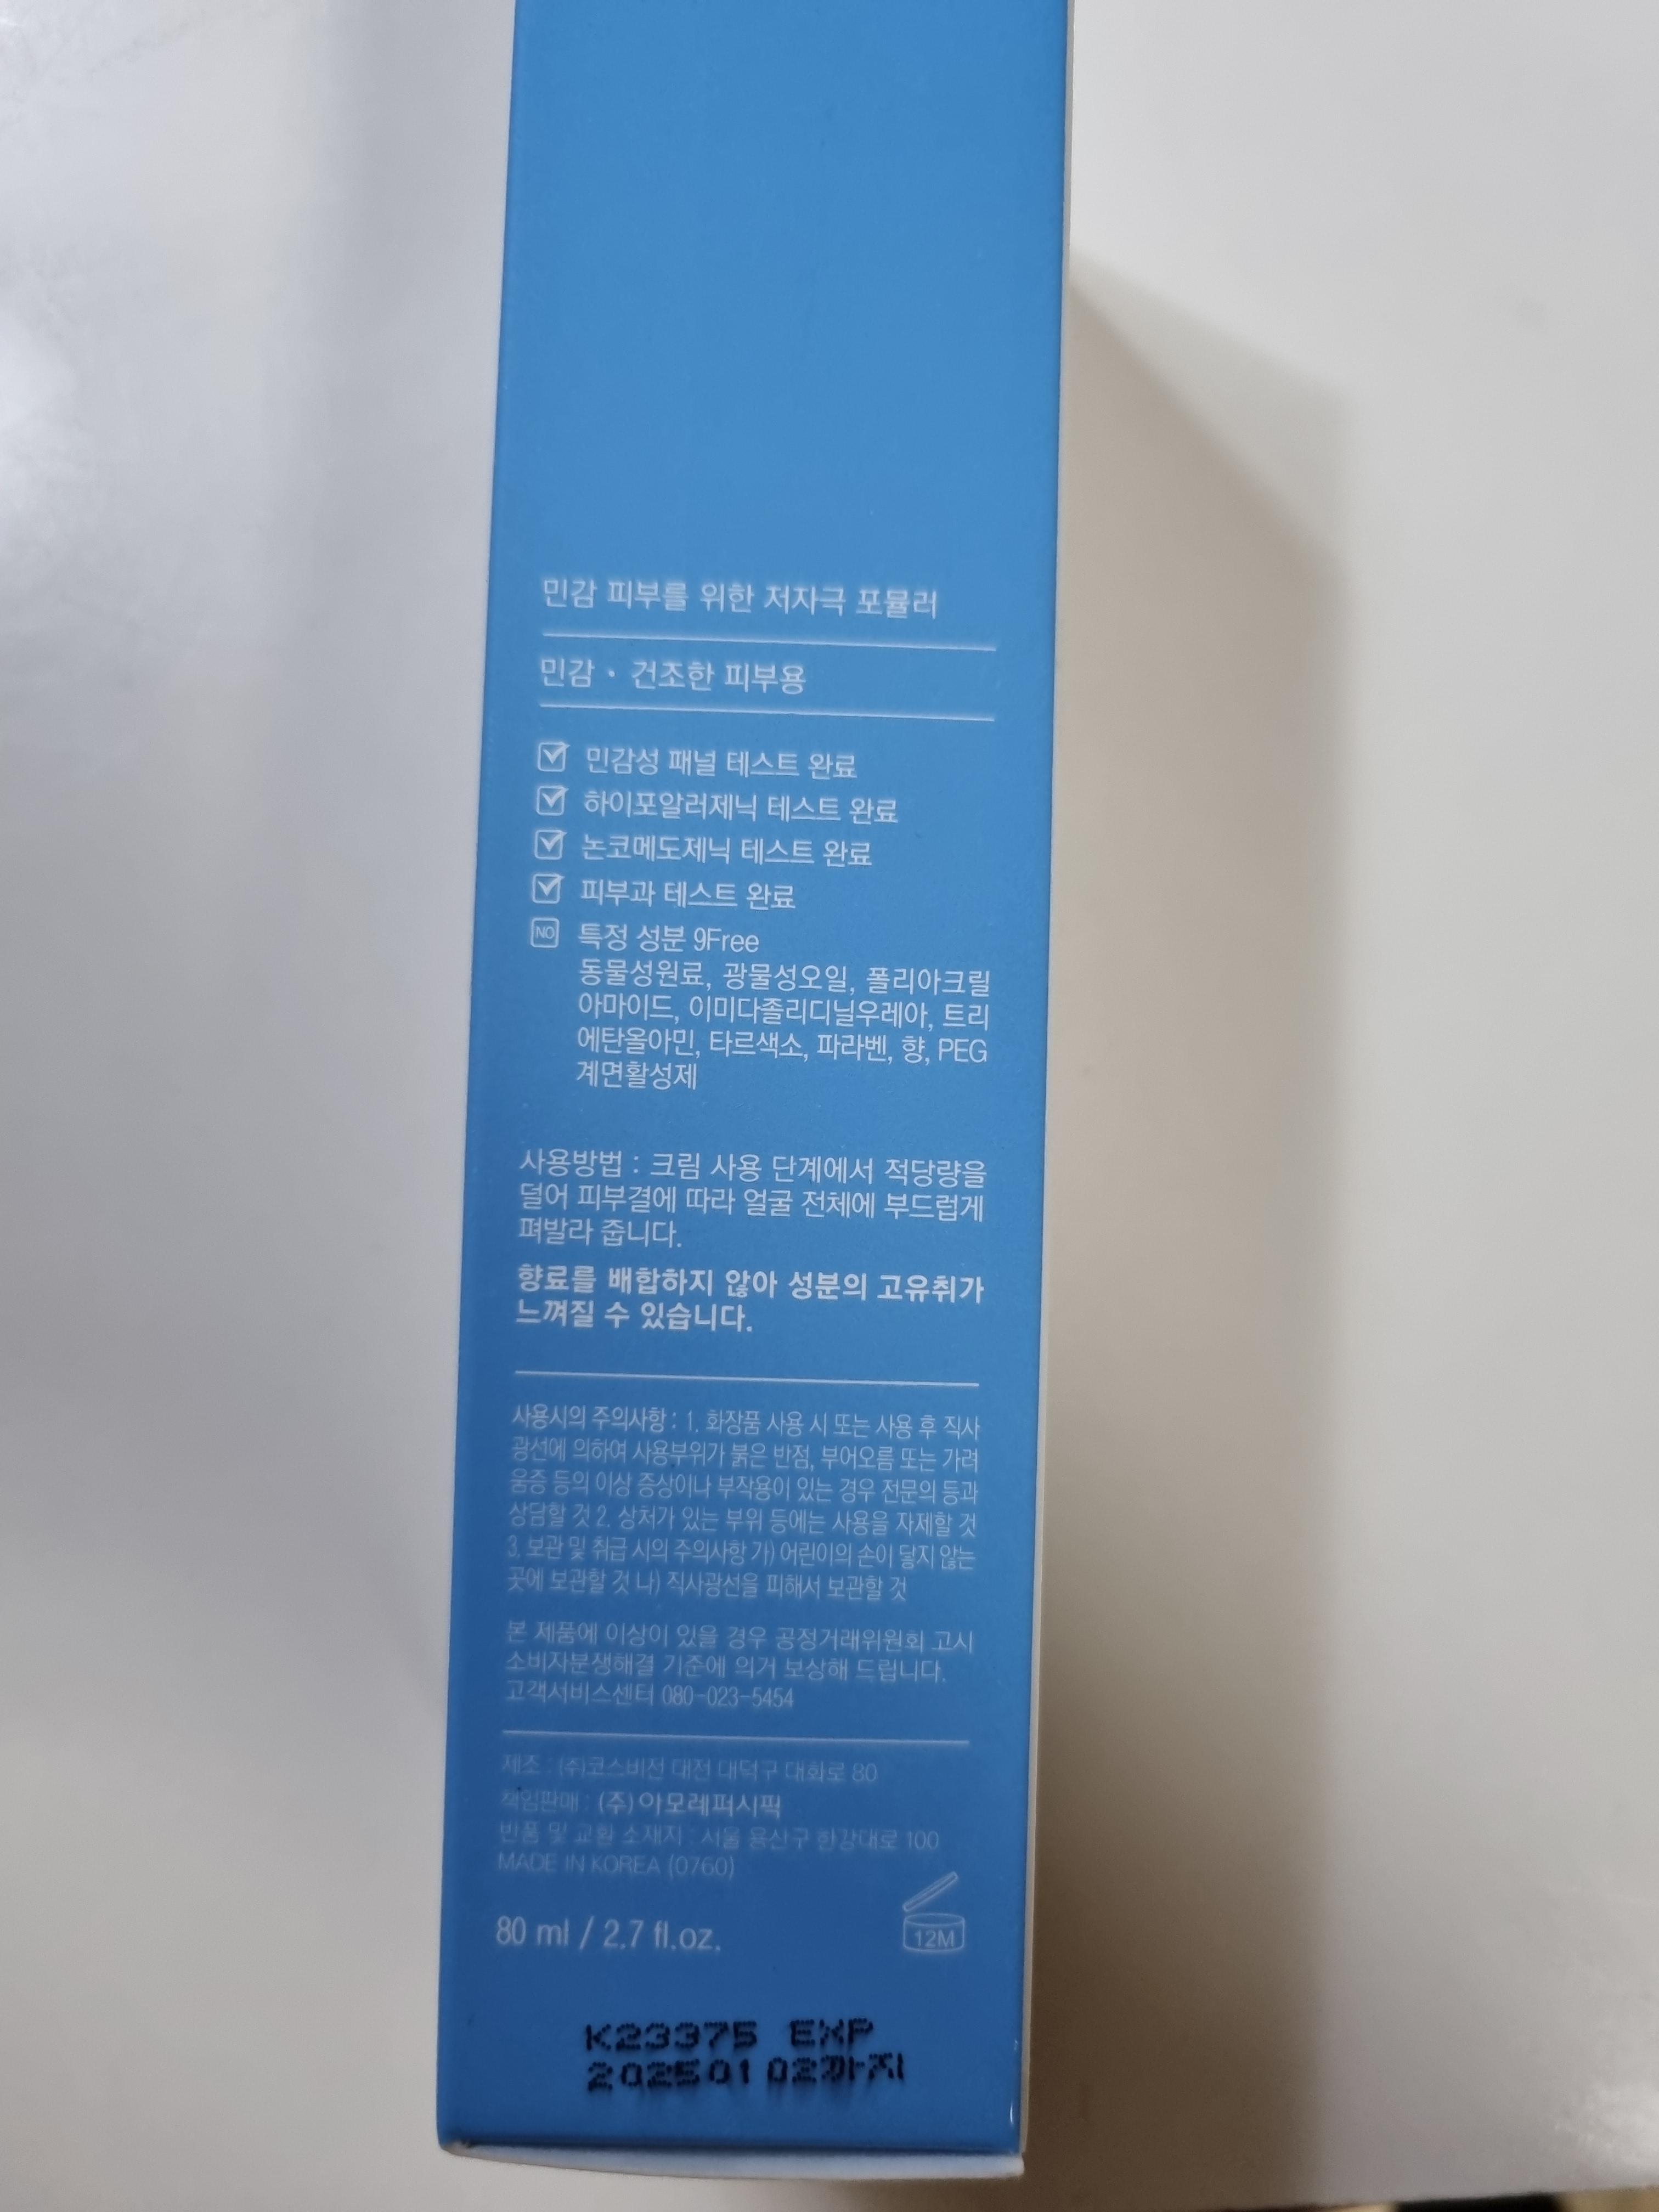 민감 피부를 위한 저자극 포뮬러
민감 · 건조한 피부용
민감성 패널 테스트 완료
하이포알러제닉 테스트 완료
논코메도제닉 테스트 완료
피부과 테스트 완료
NO 특정 성분 9Free
동물성원료, 광물성오일, 폴리아크릴
아마이드, 이미다졸리디닐우레아, 트리
에탄올아민, 타르색소, 파라벤, 향, PEG
계면활성제
사용방법 : 크림 사용 단계에서 적당량을
덜어 피부결에 따라 얼굴 전체에 부드럽게
펴발라 줍니다.
향료를 배합하지 않아 성분의 고유취가
느껴질 수 있습니다.
사용시의 주의사항 : 1. 화장품 사용 시 또는 사용 후 직사
광선에 의하여 사용부위가 붉은 반점, 부어오름 또는 가려
움증 등의 이상 증상이나 부작용이 있는 경우 전문의 등과
상담할 것 2. 상처가 있는 부위 등에는 사용을 자제할 것
3. 보관 및 취급 시의 주의사항 가) 어린이의 손이 닿지 않는
곳에 보관할 것 나) 직사광선을 피해서 보관할 것
본 제품에 이상이 있을 경우 공정거래위원회 고시
소비자분쟁해결 기준에 의거 보상해 드립니다.
고객서비스센터 080-023-5454
제조 : (주)코스비전 대전 대덕구 대화로 80
책임판매 : (주)아모레퍼시픽
반품 및 교환 소재지 : 서울 용산구 한강대로 100
MADE IN KOREA (0760)
80 ml / 2.7 fl.oz.
12M
K23375 EXP
20250102까지